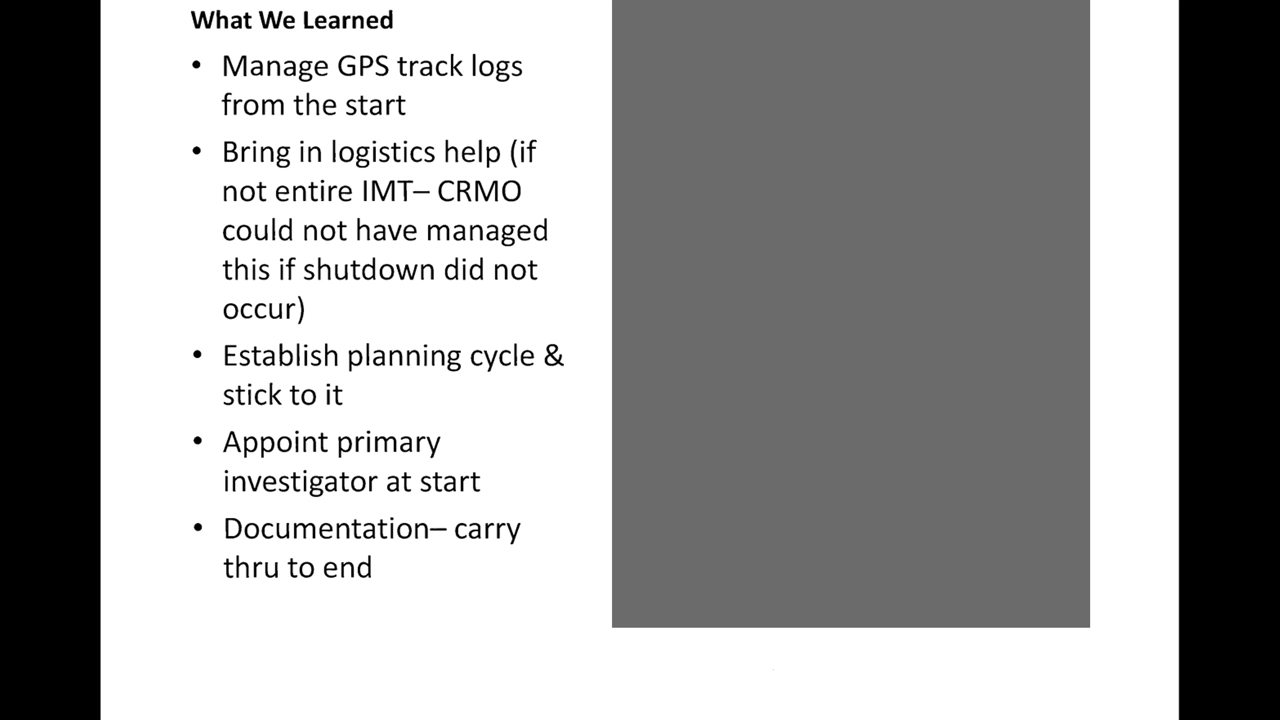 What We Learned
• Manage GPS track logs
from the start
• Bring in logistics help (if
not entire IMT– CRMO
could not have managed
this if shutdown did not
occur)
• Establish planning cycle &
stick to it
• Appoint primary
investigator at start
• Documentation– carry
thru to end